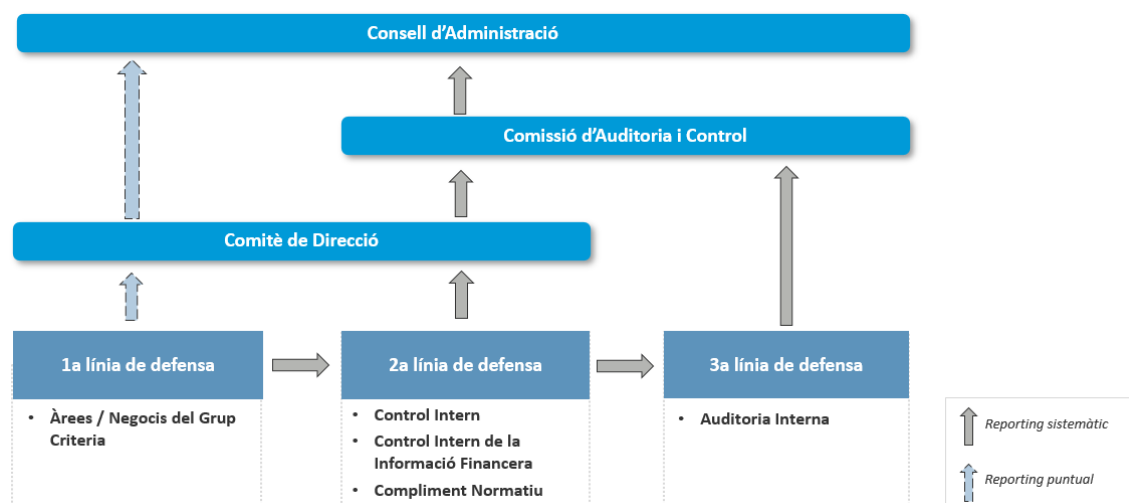 Consell d'Administració
Comissió d'Auditoria i Control
Comitè de Direcció
1a línia de defensa
2a línia de defensa
3a línia de defensa
• Àrees / Negocis del Grup
Criteria
• Control Intern
• Control Intern de la
Informació Financera
• Compliment Normatiu
• Auditoria Interna
Reporting sistemàtic
Reporting puntual